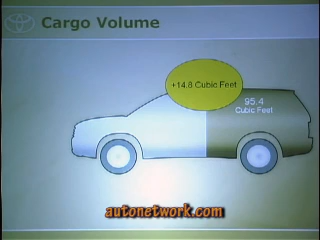 Cargo Volume
+14.8 Cubic Feet
95.4
Cubic Feet
autonetwork.com